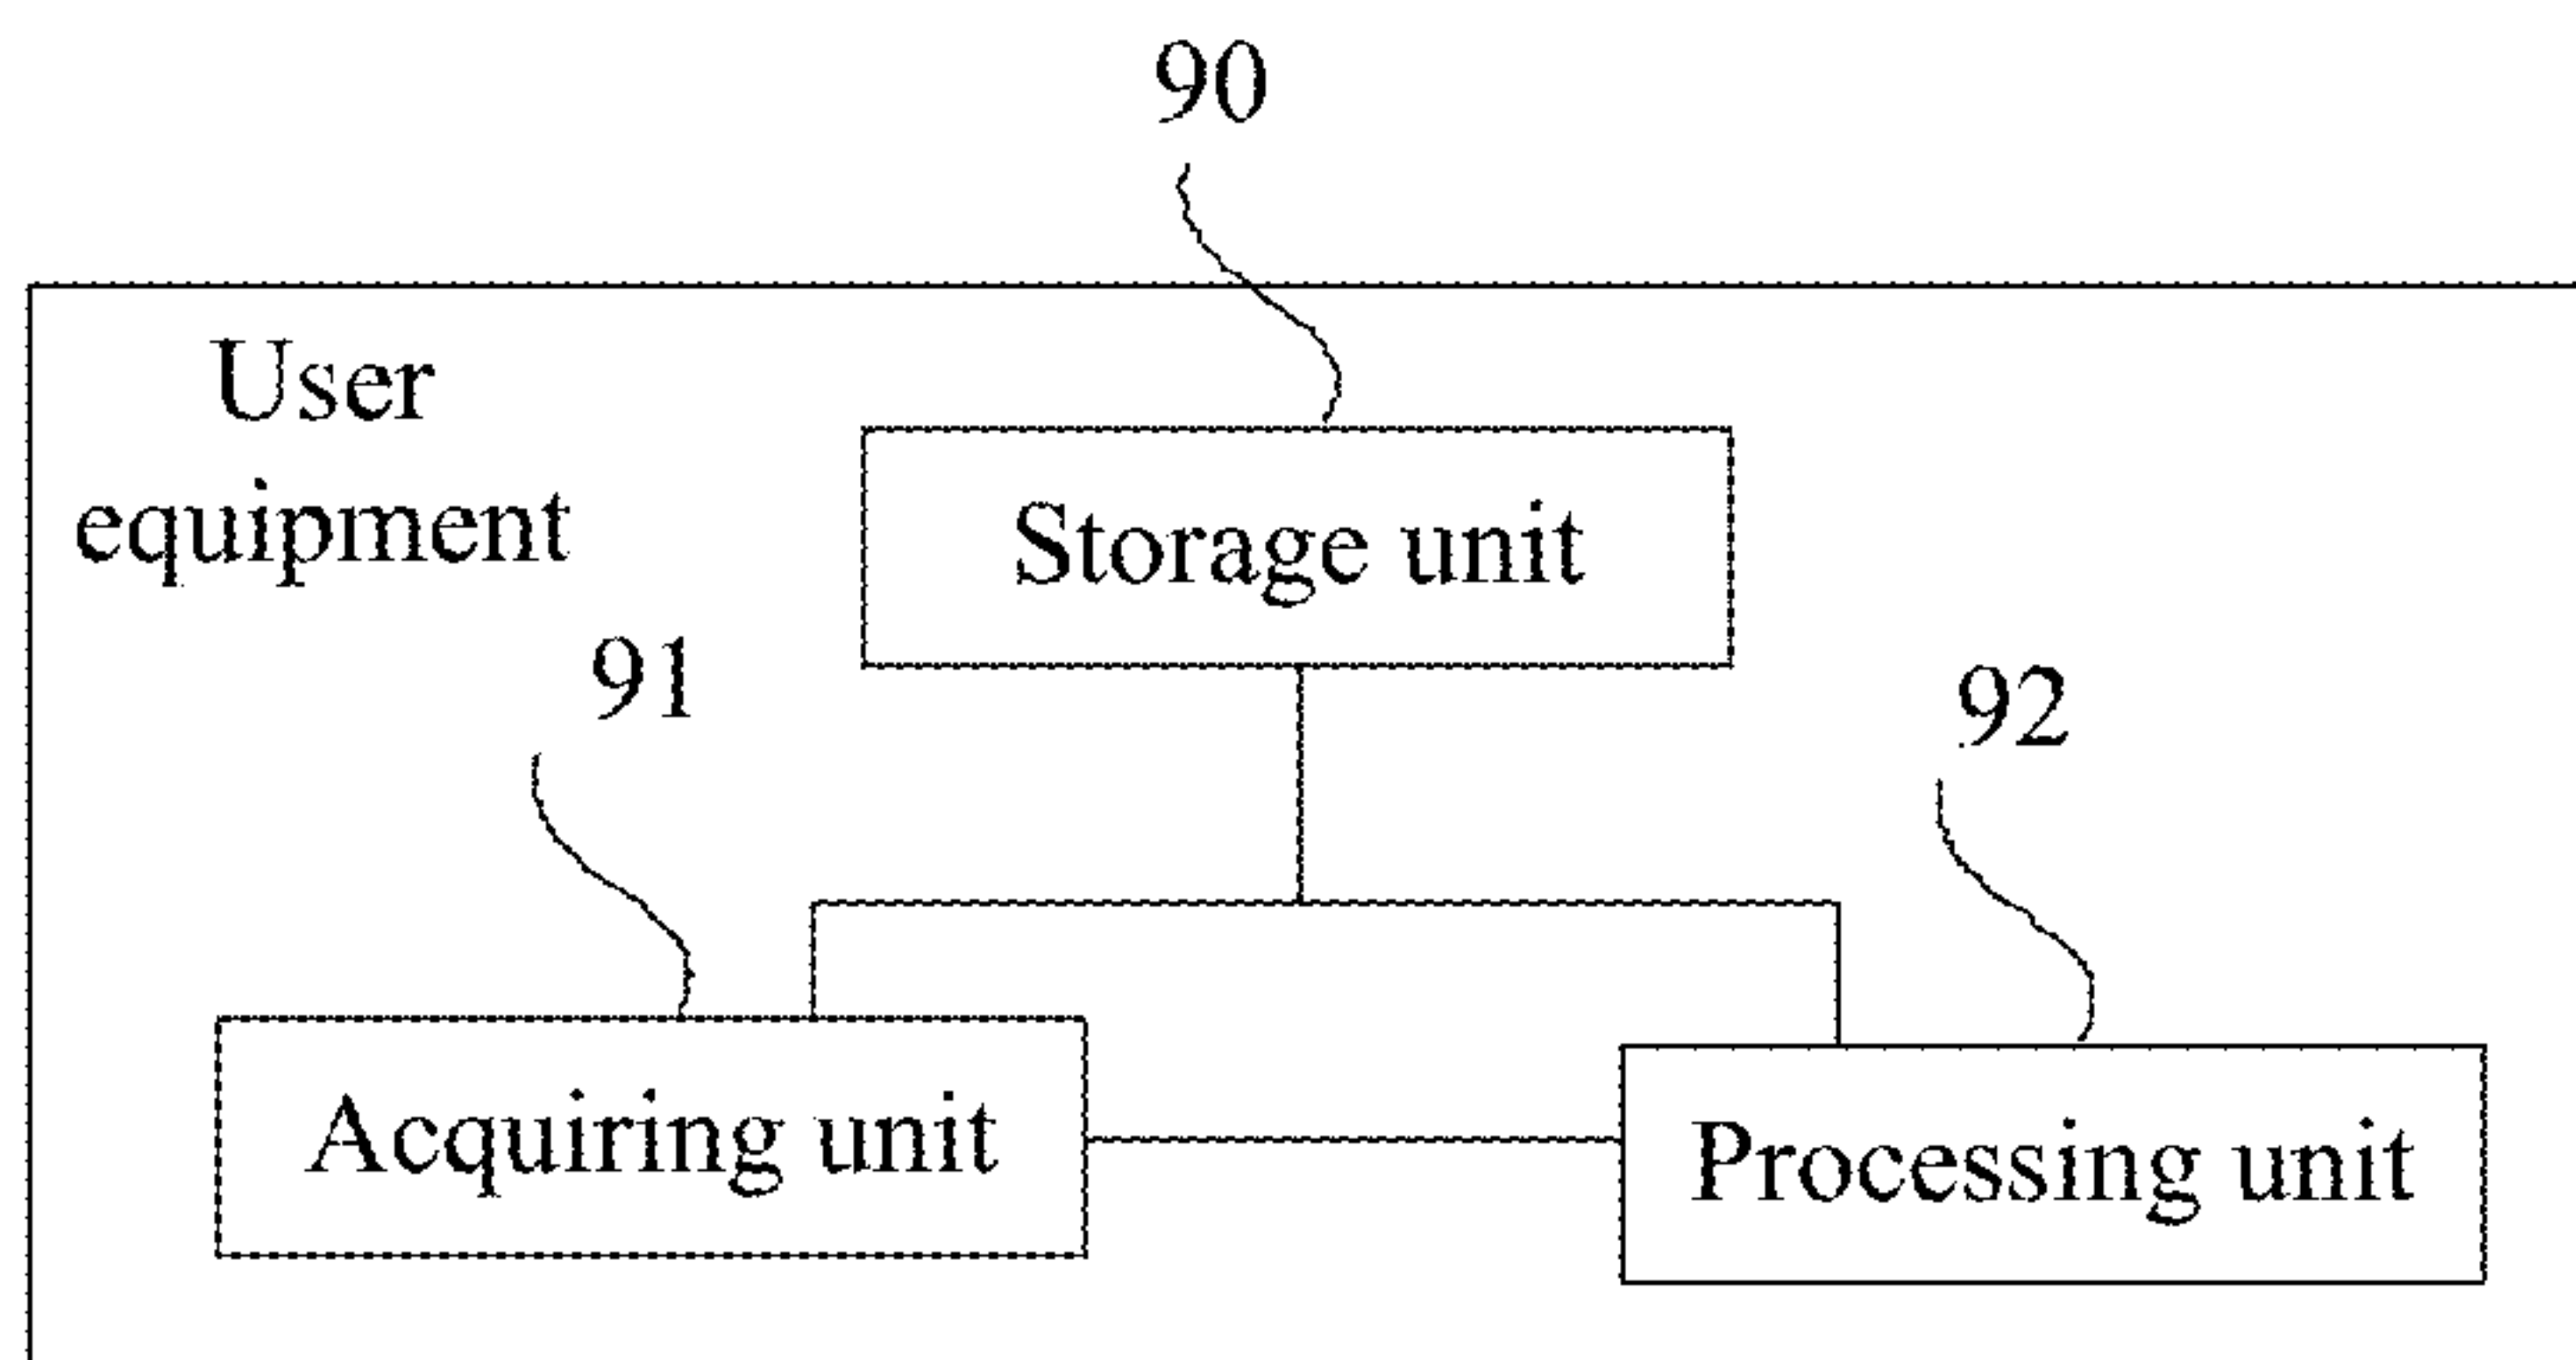 90
User
equipment
Storage unit
91
92
Acquiring unit
Processing unit